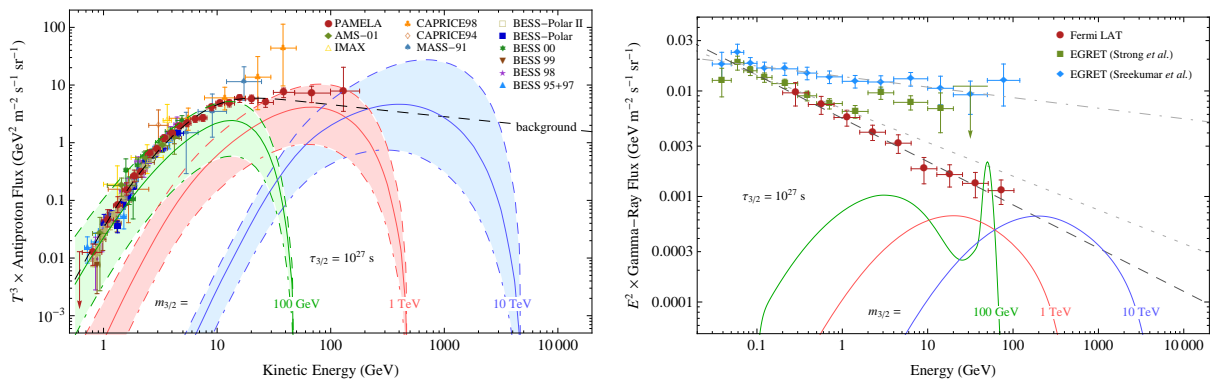 PAMELA
AMS−01
IMAX
CAPRICE98
CAPRICE94
MASS−91
BESS−Polar II
BESS−Polar
BESS 00
BESS 99
BESS 98
BESS 95+97
T³ × Antiproton Flux (GeV² m⁻² s⁻¹ sr⁻¹)
100
10
1
0.1
0.01
10⁻³
background
τ3/2 = 10²⁷ s
m3/2 =
100 GeV
1 TeV
10 TeV
1
10
100
1000
10 000
Kinetic Energy (GeV)
Fermi LAT
EGRET (Strong et al.)
EGRET (Sreekumar et al.)
E² × Gamma−Ray Flux (GeV m⁻² s⁻¹ sr⁻¹)
0.03
0.01
0.003
0.001
0.0003
0.0001
τ3/2 = 10²⁷ s
m3/2 =
100 GeV
1 TeV
10 TeV
0.1
1
10
100
1000
10 000
Energy (GeV)